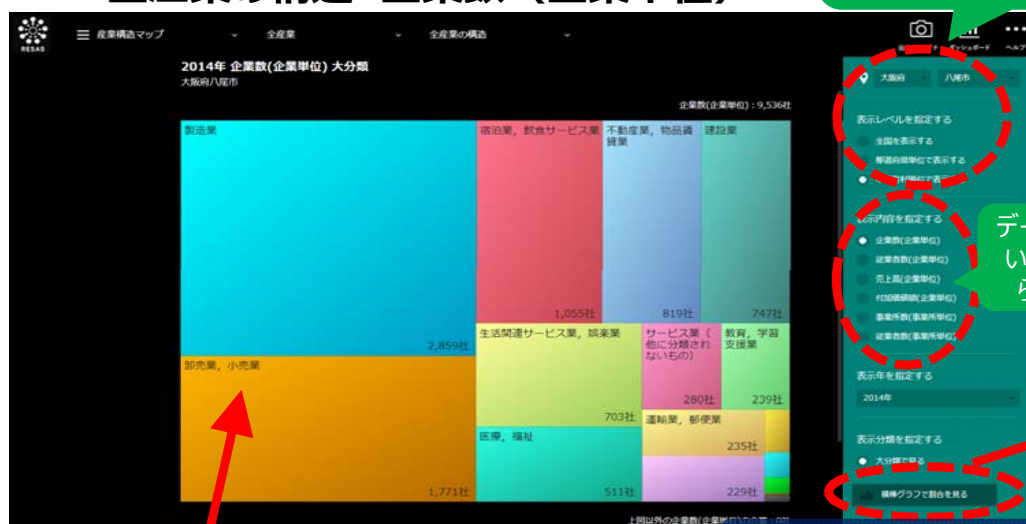 RESAS
産業構造マップ
全産業
全産業の構造
ヘルプ
2014年 企業数(企業単位) 大分類
大阪府八尾市
企業数(企業単位) : 9,536社
製造業
2,859社
卸売業，小売業
1,771社
宿泊業，飲食サービス業
1,055社
不動産業，物品賃
貸業
819社
建設業
747社
生活関連サービス業，娯楽業
703社
サービス業（
他に分類され
ないもの）
280社
教育，学習
支援業
239社
医療，福祉
511社
運輸業，郵便業
235社
229社
大阪府
八尾市
表示レベルを指定する
全国を表示する
都道府県単位で表示する
表示内容を指定する
企業数(企業単位)
従業者数(企業単位)
売上高(企業単位)
付加価値額(企業単位)
事業所数(事業所単位)
従業者数(事業所単位)
表示年を指定する
2014年
表示分類を指定する
大分類で見る
横棒グラフで割合を見る
デー
い